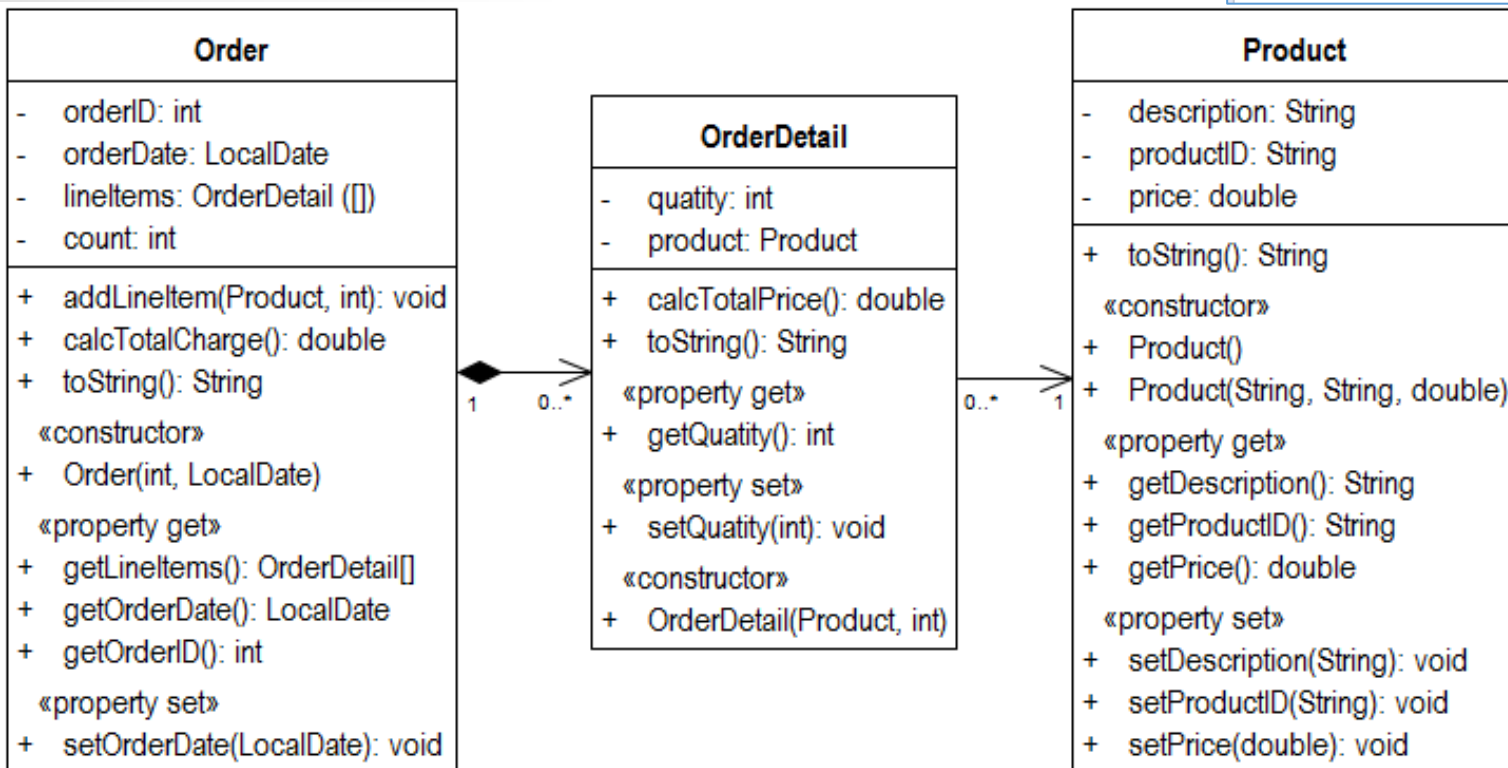 Order
- orderID: int
- orderDate: LocalDate
- lineItems: OrderDetail ([])
- count: int
+ addLineItem(Product, int): void
+ calcTotalCharge(): double
+ toString(): String
«constructor»
+ Order(int, LocalDate)
«property get»
+ getLineItems(): OrderDetail[]
+ getOrderDate(): LocalDate
+ getOrderID(): int
«property set»
+ setOrderDate(LocalDate): void
1
0..*
OrderDetail
- quatity: int
- product: Product
+ calcTotalPrice(): double
+ toString(): String
«property get»
+ getQuatity(): int
«property set»
+ setQuatity(int): void
«constructor»
+ OrderDetail(Product, int)
0..*
1
Product
- description: String
- productID: String
- price: double
+ toString(): String
«constructor»
+ Product()
+ Product(String, String, double)
«property get»
+ getDescription(): String
+ getProductID(): String
+ getPrice(): double
«property set»
+ setDescription(String): void
+ setProductID(String): void
+ setPrice(double): void